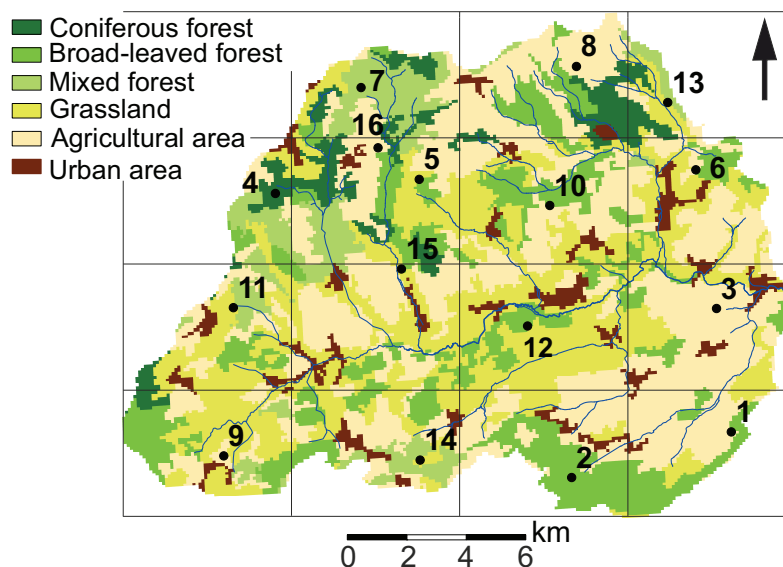 Coniferous forest
Broad-leaved forest
Mixed forest
Grassland
Agricultural area
Urban area
8
7
13
16
5
6
4
10
15
11
3
12
1
9
14
2
km
0 2 4 6